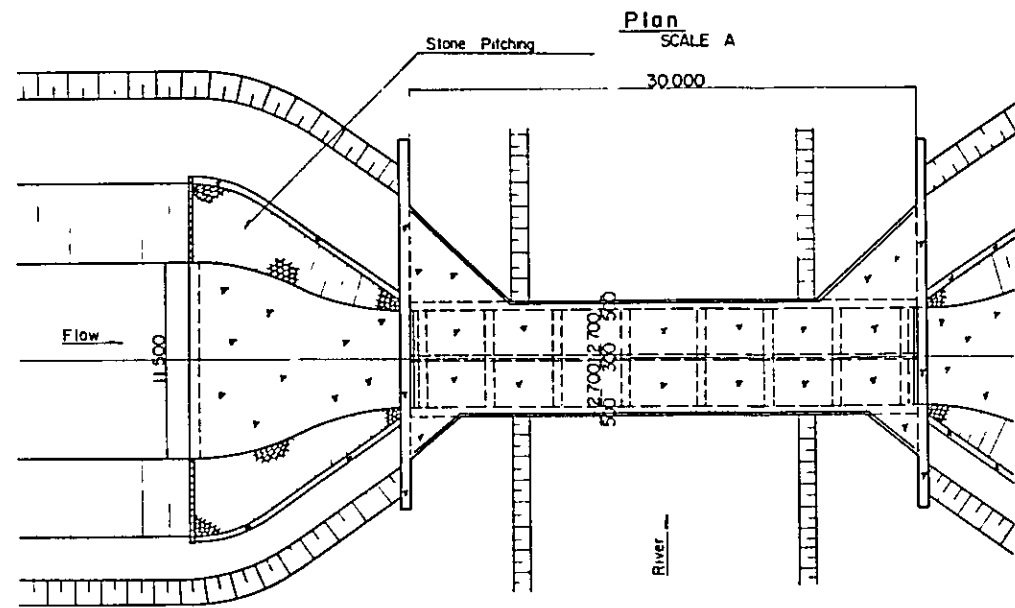 Plan
SCALE A
Stone Pitching
30.000
Flow
11.500
500
2 700
300
2 700
500
River